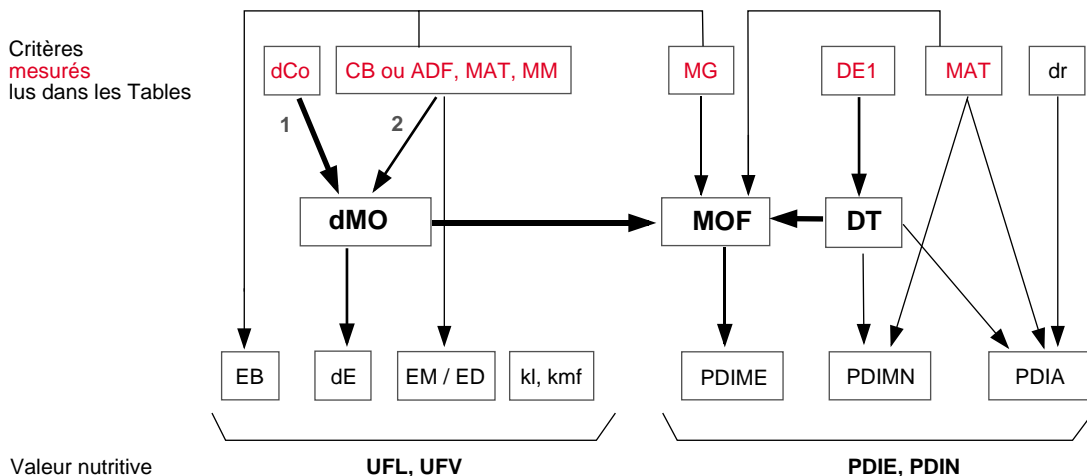 Critères
mesurés
lus dans les Tables
dCo
CB ou ADF, MAT, MM
MG
DE1
MAT
dr
1
2
dMO
MOF
DT
EB
dE
EM / ED
kl, kmf
PDIME
PDIMN
PDIA
Valeur nutritive
UFL, UFV
PDIE, PDIN